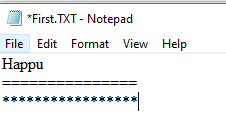 *First.TXT - Notepad
File Edit Format View Help
Happu
===============
*****************